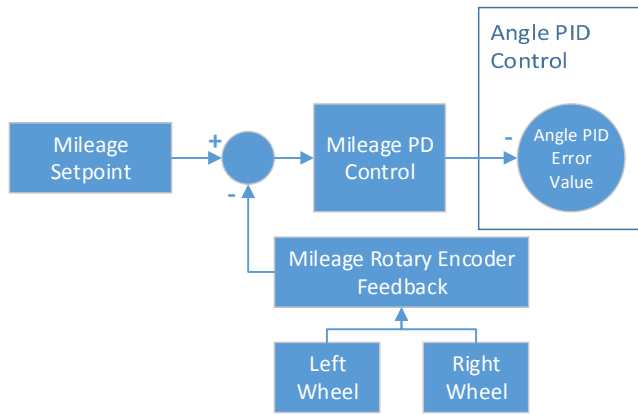 Angle PID
Control
Mileage
Setpoint
+
-
Mileage PD
Control
-
Angle PID
Error
Value
Mileage Rotary Encoder
Feedback
Left
Wheel
Right
Wheel